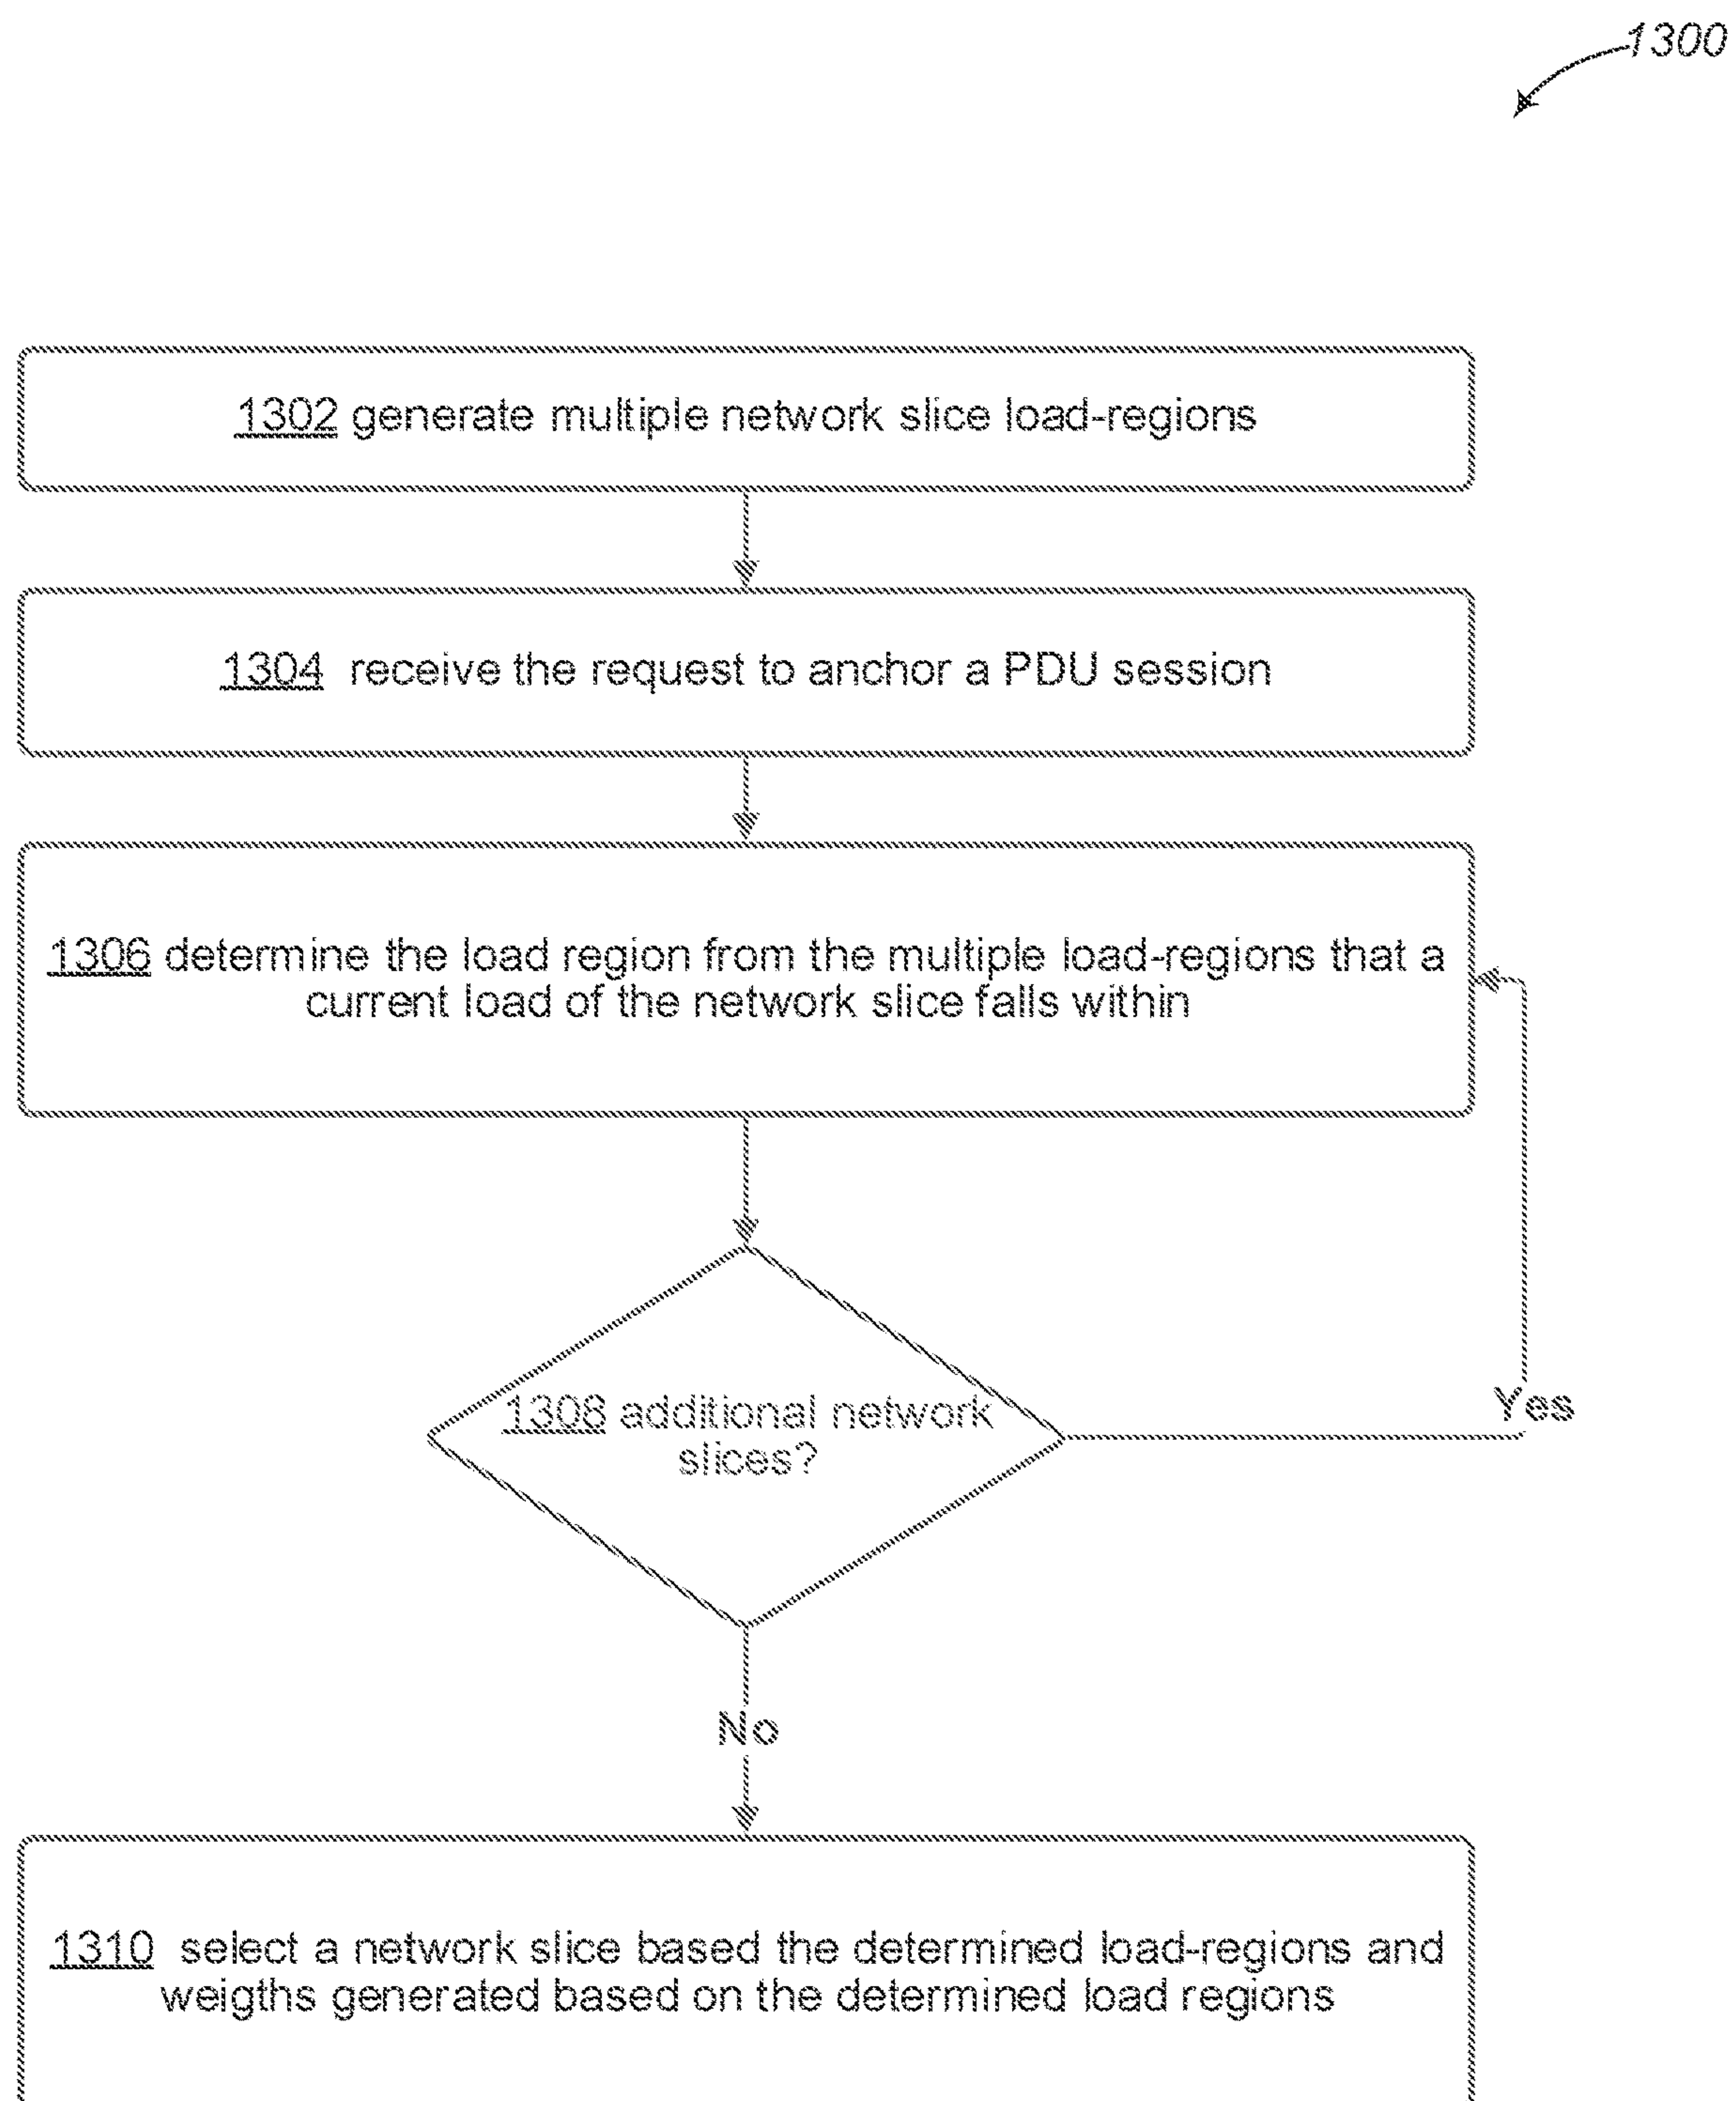 1300
1302 generate multiple network slice load-regions
1304 receive the request to anchor a PDU session
1306 determine the load region from the multiple load-regions that a
current load of the network slice falls within
1308 additional network
slices?
Yes
No
1310 select a network slice based the determined load-regions and
weigths generated based on the determined load regions